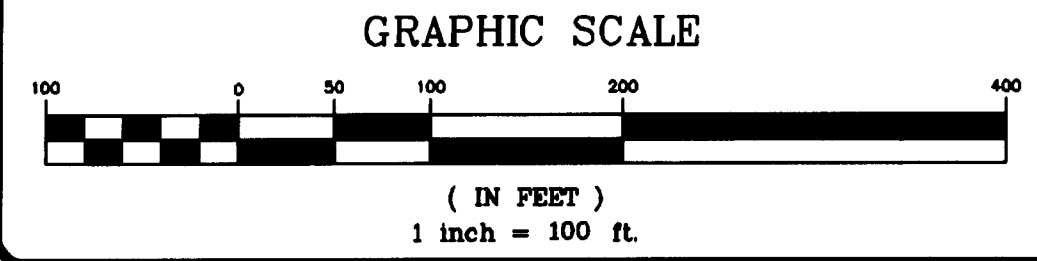 GRAPHIC SCALE
100 0 50 100 200 400
( IN FEET )
1 inch = 100 ft.